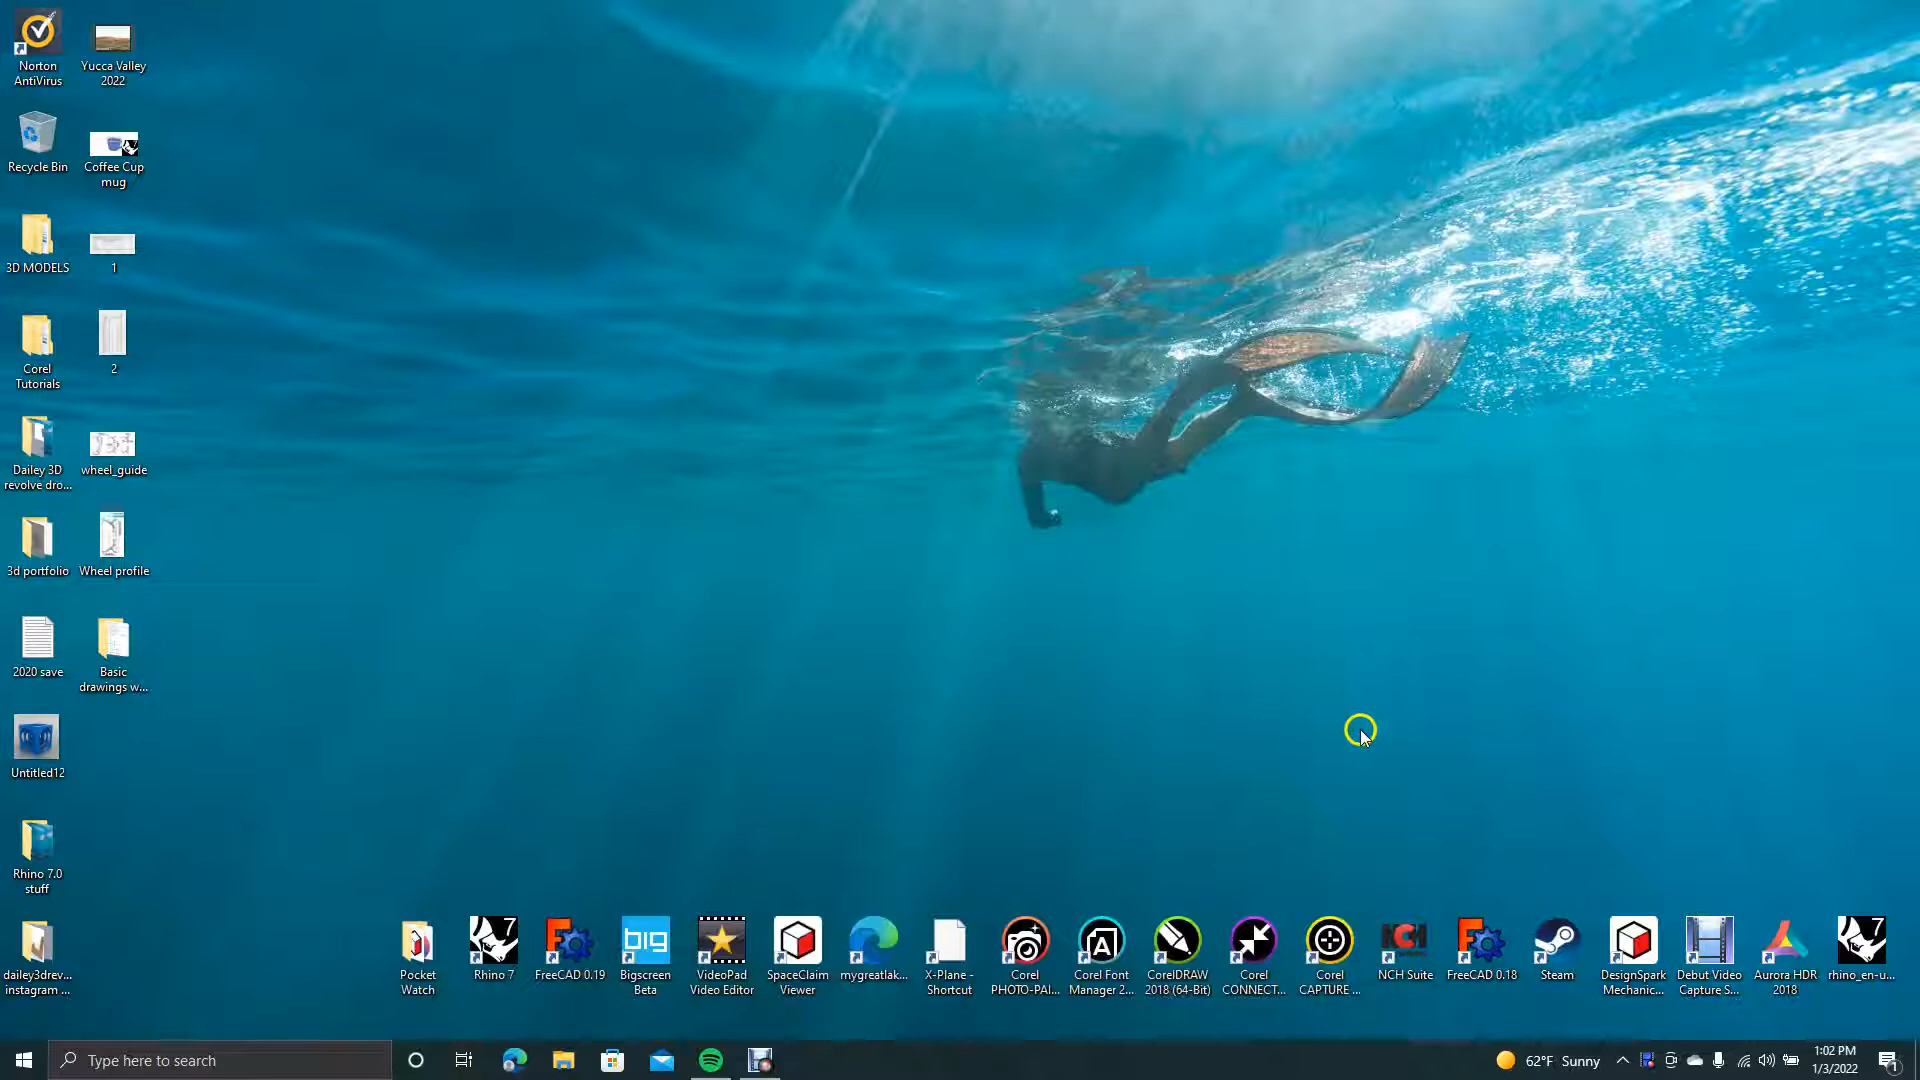 Norton
AntiVirus
Yucca Valley
2022
Recycle Bin
Coffee Cup
mug
3D MODELS
1
Corel
Tutorials
2
Dailey 3D
revolve dro...
wheel_guide
3d portfolio
Wheel profile
2020 save
Basic
drawings w...
Untitled12
Rhino 7.0
stuff
dailey3drev...
instagram ...
Pocket
Watch
7
Rhino 7
FreeCAD 0.19
big
Bigscreen
Beta
VideoPad
Video Editor
SpaceClaim
Viewer
mygreatlak...
X-Plane -
Shortcut
Corel
PHOTO-PAI...
A
Corel Font
Manager 2...
CorelDRAW
2018 (64-Bit)
Corel
CONNECT...
Corel
CAPTURE ...
NCH
NCH Suite
FreeCAD 0.18
Steam
DesignSpark
Mechanic...
Debut Video
Capture S...
Aurora HDR
2018
7
rhino_en-u...
Type here to search
62°F Sunny
1:02 PM
1/3/2022
1